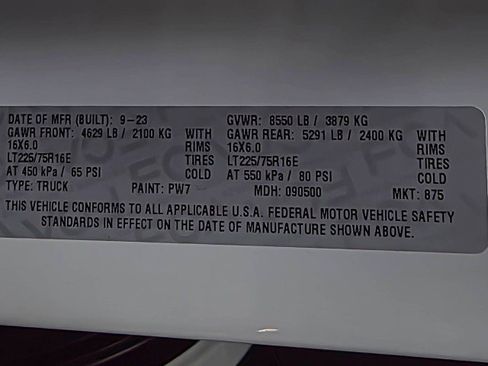 DATE OF MFR (BUILT): 9-23 GVWR: 8550 LB / 3879 KG
GAWR FRONT: 4629 LB / 2100 KG WITH GAWR REAR: 5291 LB / 2400 KG WITH
16X6.0 RIMS 16X6.0 RIMS
LT225/75R16E TIRES LT225/75R16E TIRES
AT 450 kPa / 65 PSI COLD AT 550 kPa / 80 PSI COLD
TYPE: TRUCK PAINT: PW7 MDH: 090500 MKT: 875
THIS VEHICLE CONFORMS TO ALL APPLICABLE U.S.A. FEDERAL MOTOR VEHICLE SAFETY
STANDARDS IN EFFECT ON THE DATE OF MANUFACTURE SHOWN ABOVE.